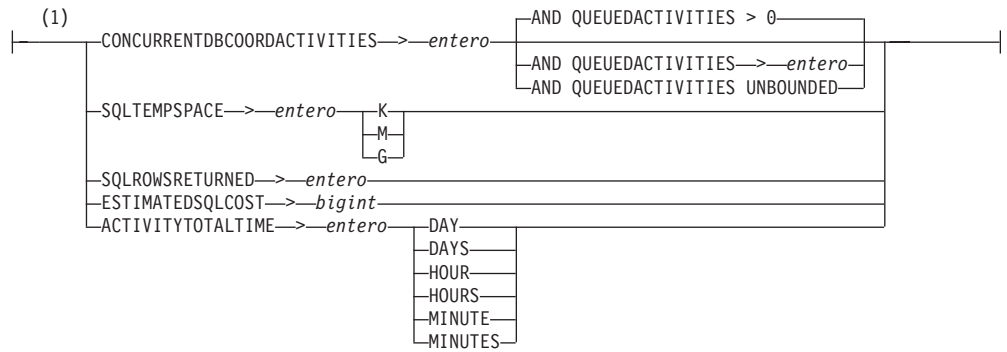 (1)
AND QUEUEDACTIVITIES > 0
CONCURRENTDBCOORDACTIVITIES > entero
AND QUEUEDACTIVITIES > entero
AND QUEUEDACTIVITIES UNBOUNDED
SQLTEMPSPACE > entero K
M
G
SQLROWSRETURNED > entero
ESTIMATEDSQLCOST > bigint
ACTIVITYTOTALTIME > entero DAY
DAYS
HOUR
HOURS
MINUTE
MINUTES